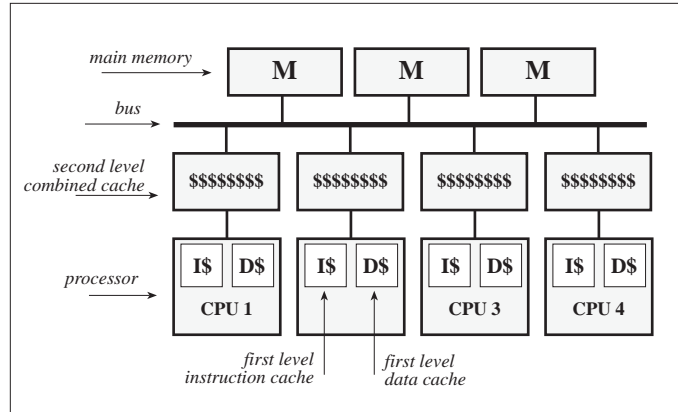 main memory
M M M
bus
second level
combined cache
$$$$$$$$ $$$$$$$$ $$$$$$$$ $$$$$$$$
I$ D$ I$ D$ I$ D$ I$ D$
processor
CPU 1 CPU 3 CPU 4
first level
instruction cache
first level
data cache